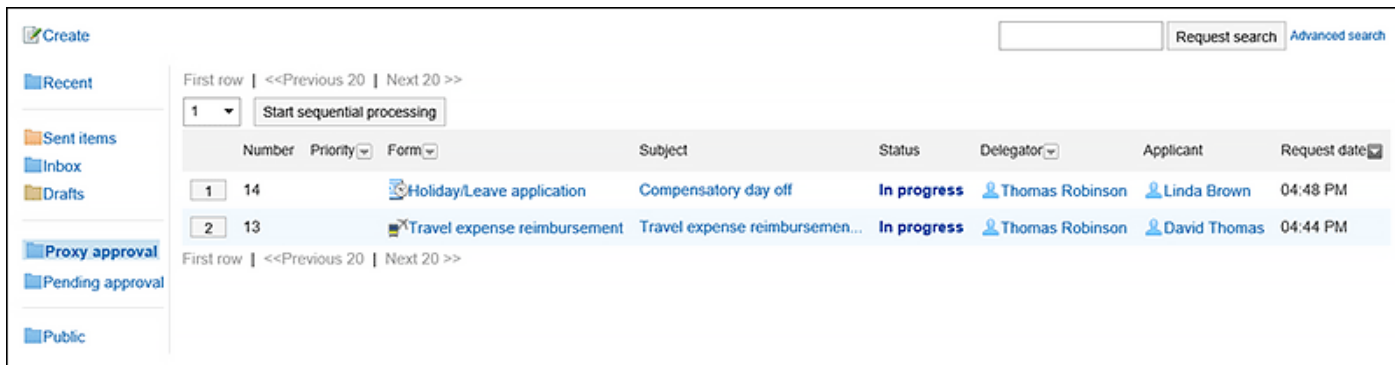 Create
Request search Advanced search
Recent
Sent items
Inbox
Drafts
Proxy approval
Pending approval
Public
First row | <<Previous 20 | Next 20 >>
1 Start sequential processing
Number Priority Form Subject Status Delegator Applicant Request date
1 14 Holiday/Leave application Compensatory day off In progress Thomas Robinson Linda Brown 04:48 PM
2 13 Travel expense reimbursement Travel expense reimbursemen... In progress Thomas Robinson David Thomas 04:44 PM
First row | <<Previous 20 | Next 20 >>